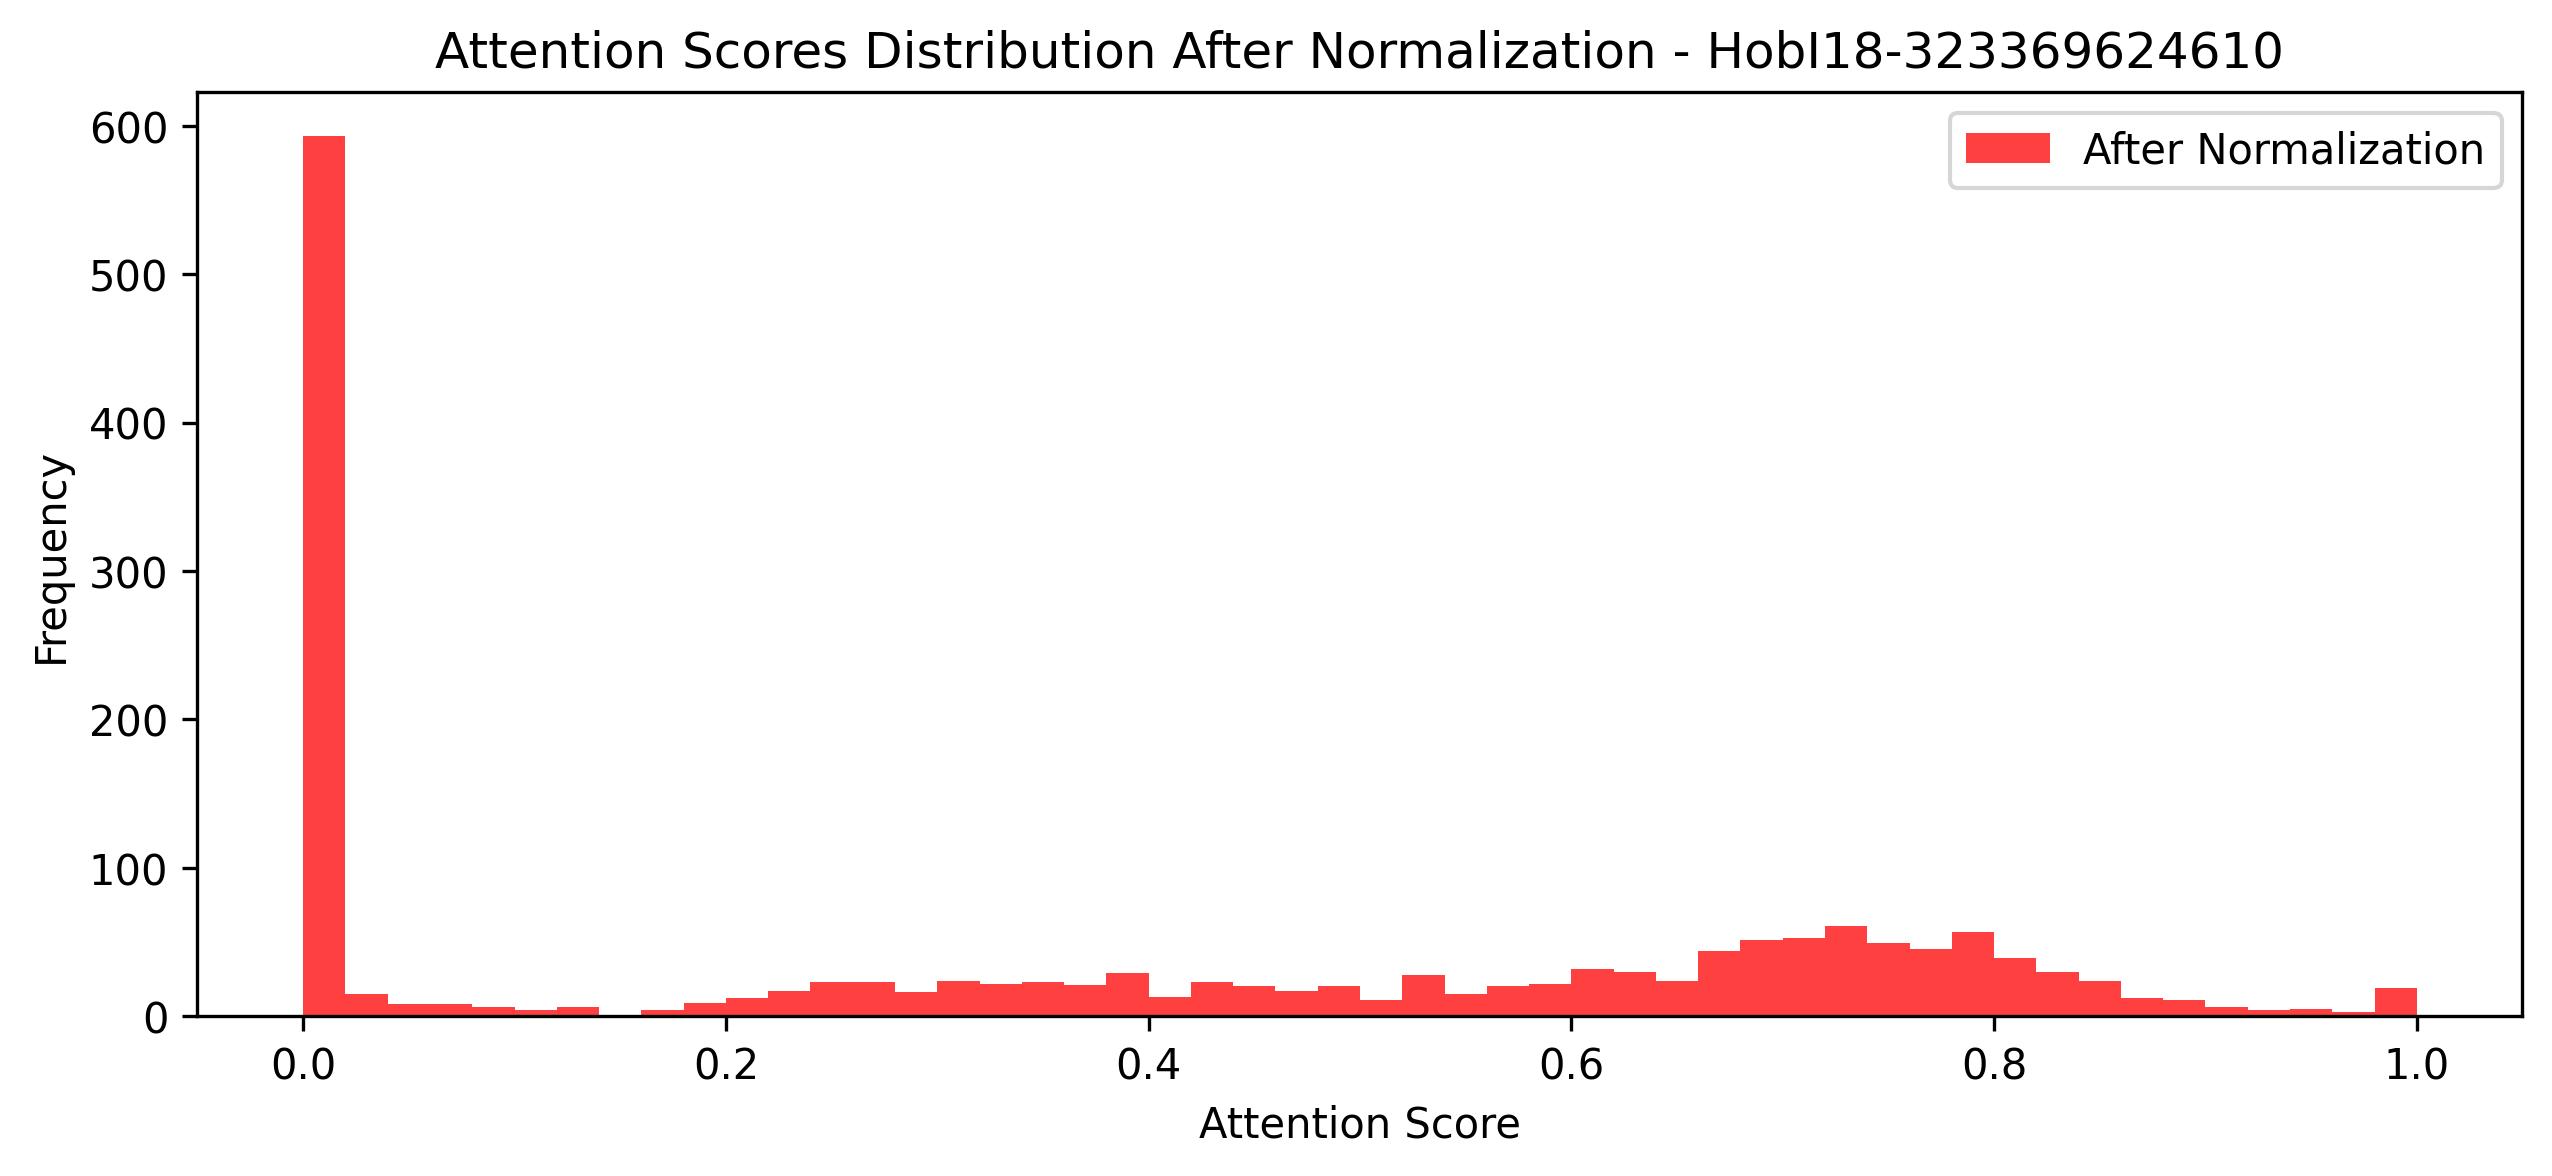 Attention Scores Distribution After Normalization - HobI18-323369624610
After Normalization
600
500
400
300
200
100
0
Frequency
0.0 0.2 0.4 0.6 0.8 1.0
Attention Score